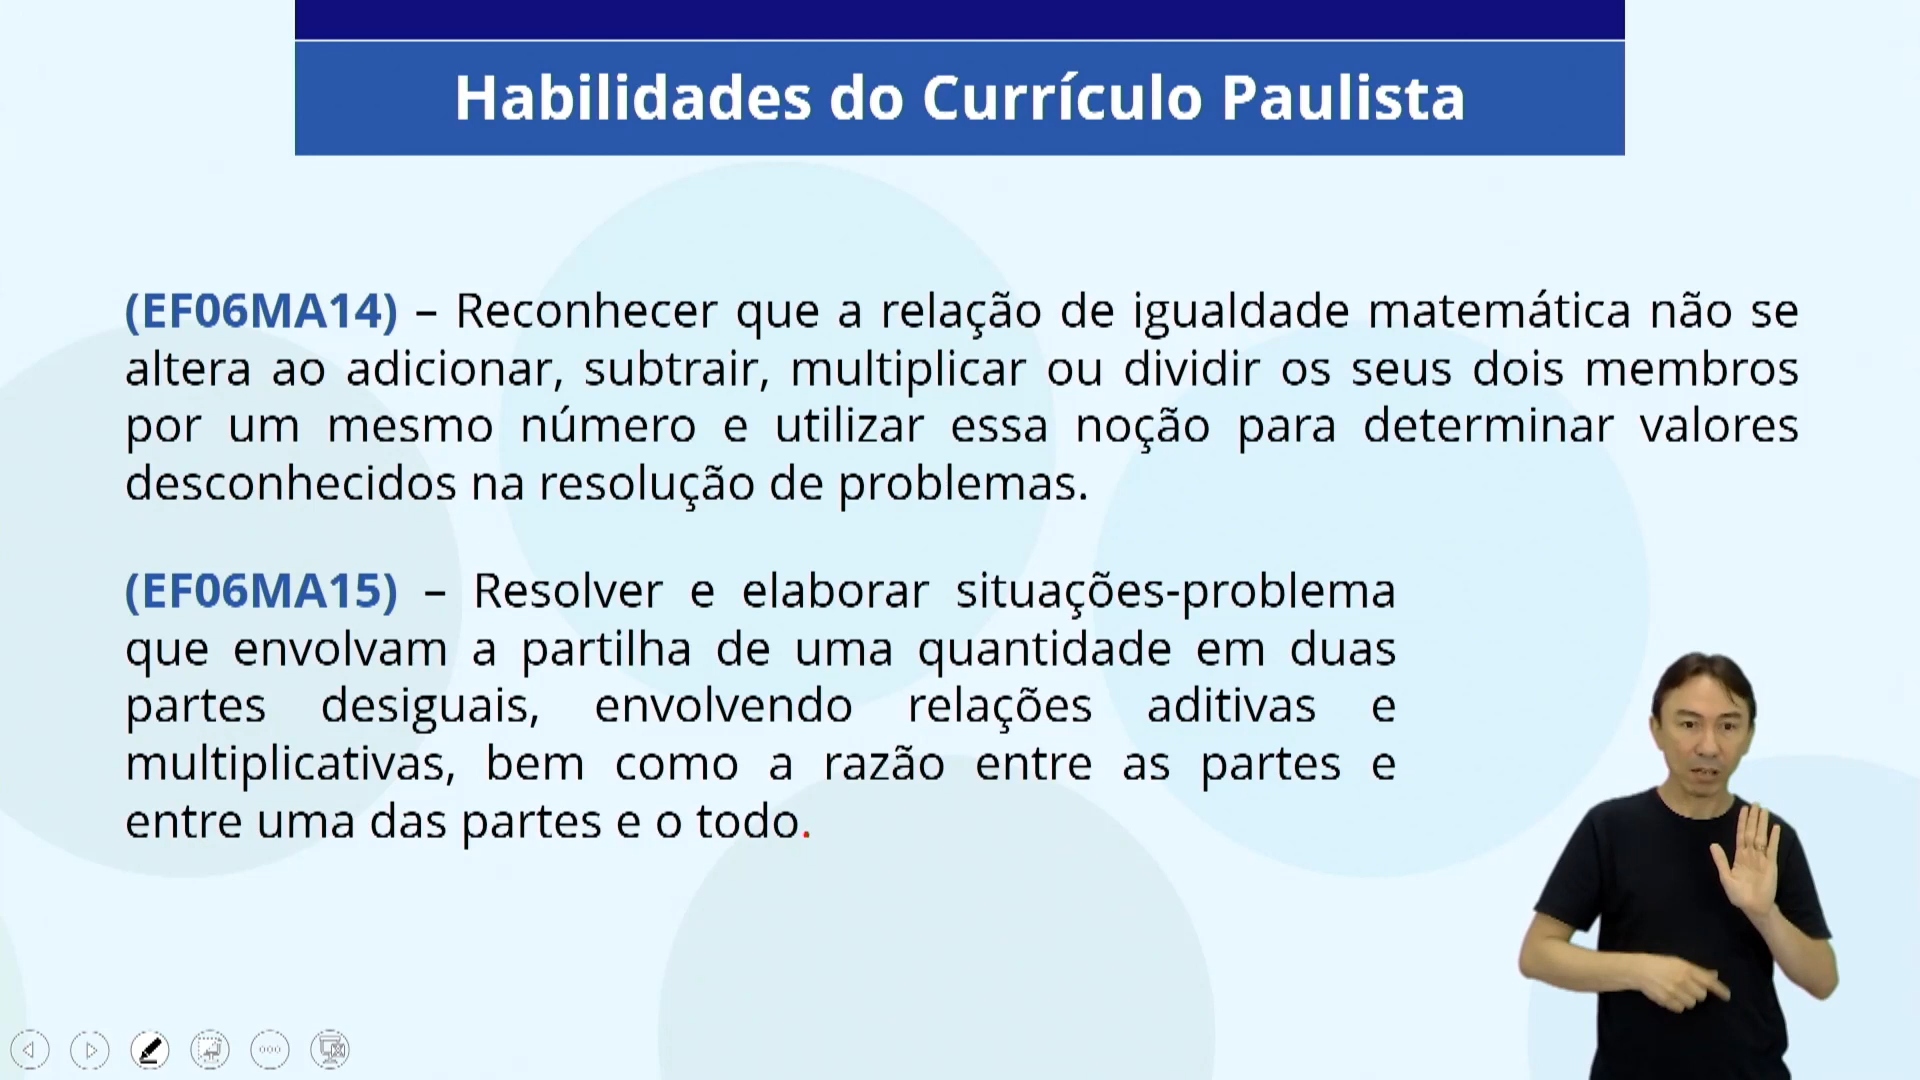 Habilidades do Currículo Paulista
(EF06MA14) – Reconhecer que a relação de igualdade matemática não se
altera ao adicionar, subtrair, multiplicar ou dividir os seus dois membros
por um mesmo número e utilizar essa noção para determinar valores
desconhecidos na resolução de problemas.
(EF06MA15) – Resolver e elaborar situações-problema
que envolvam a partilha de uma quantidade em duas
partes desiguais, envolvendo relações aditivas e
multiplicativas, bem como a razão entre as partes e
entre uma das partes e o todo.